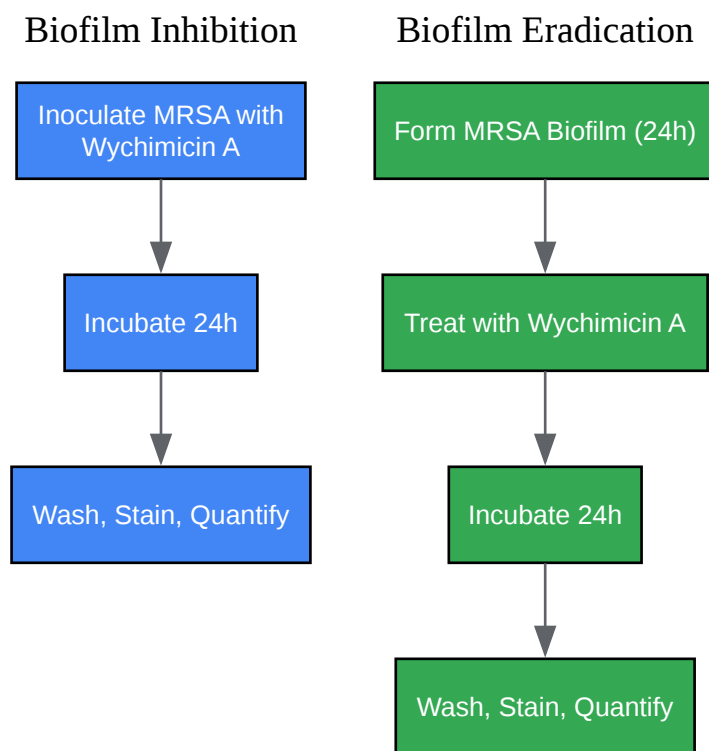 Biofilm Inhibition
Inoculate MRSA with
Wychimicin A
Incubate 24h
Wash, Stain, Quantify
Biofilm Eradication
Form MRSA Biofilm (24h)
Treat with Wychimicin A
Incubate 24h
Wash, Stain, Quantify